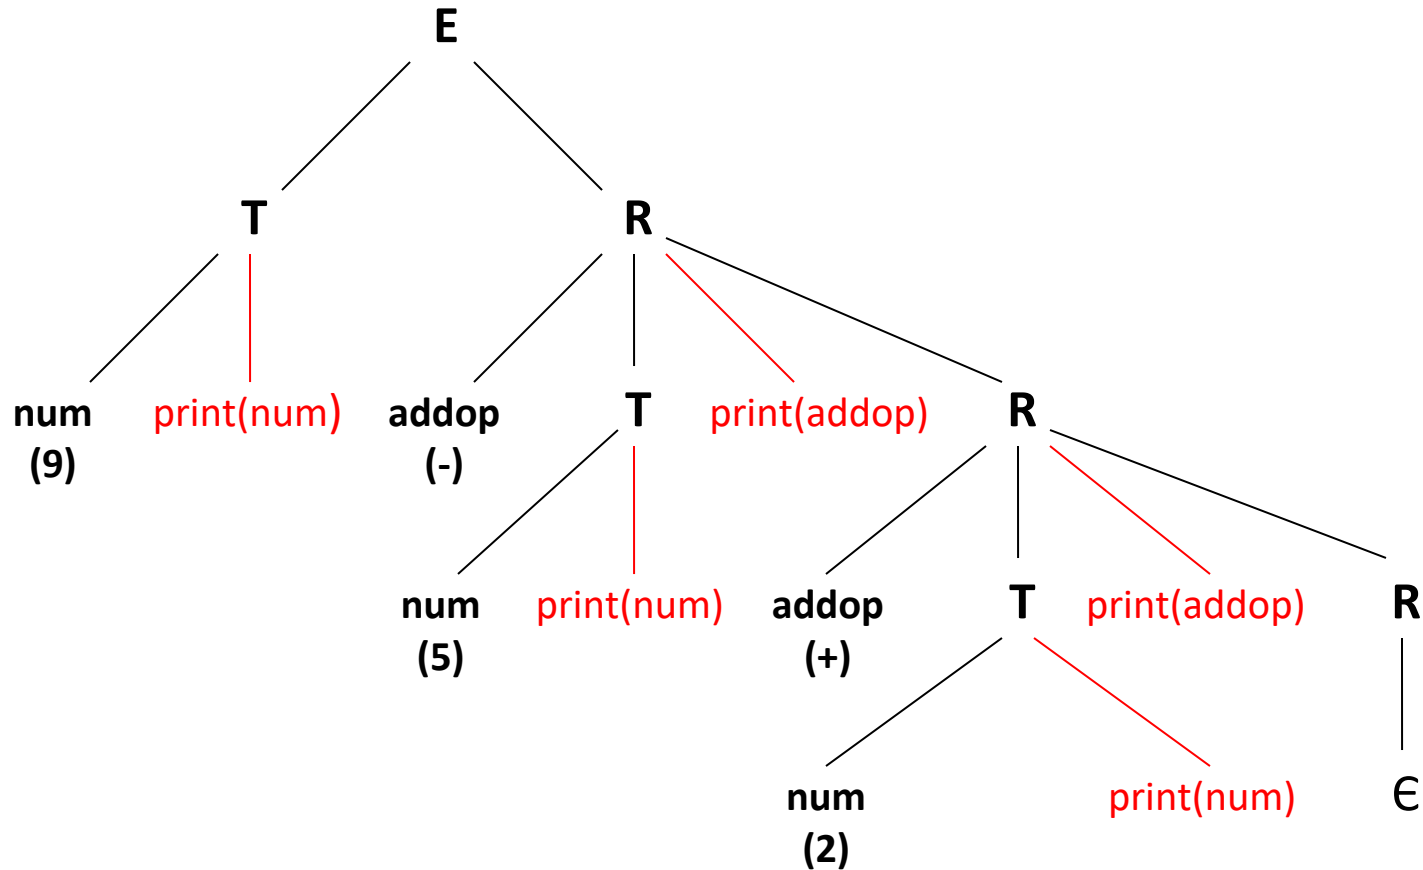 E
T R
num print(num) addop T print(addop) R
(9) (-)
num print(num) addop T print(addop) R
(5) (+)
num print(num) Є
(2)